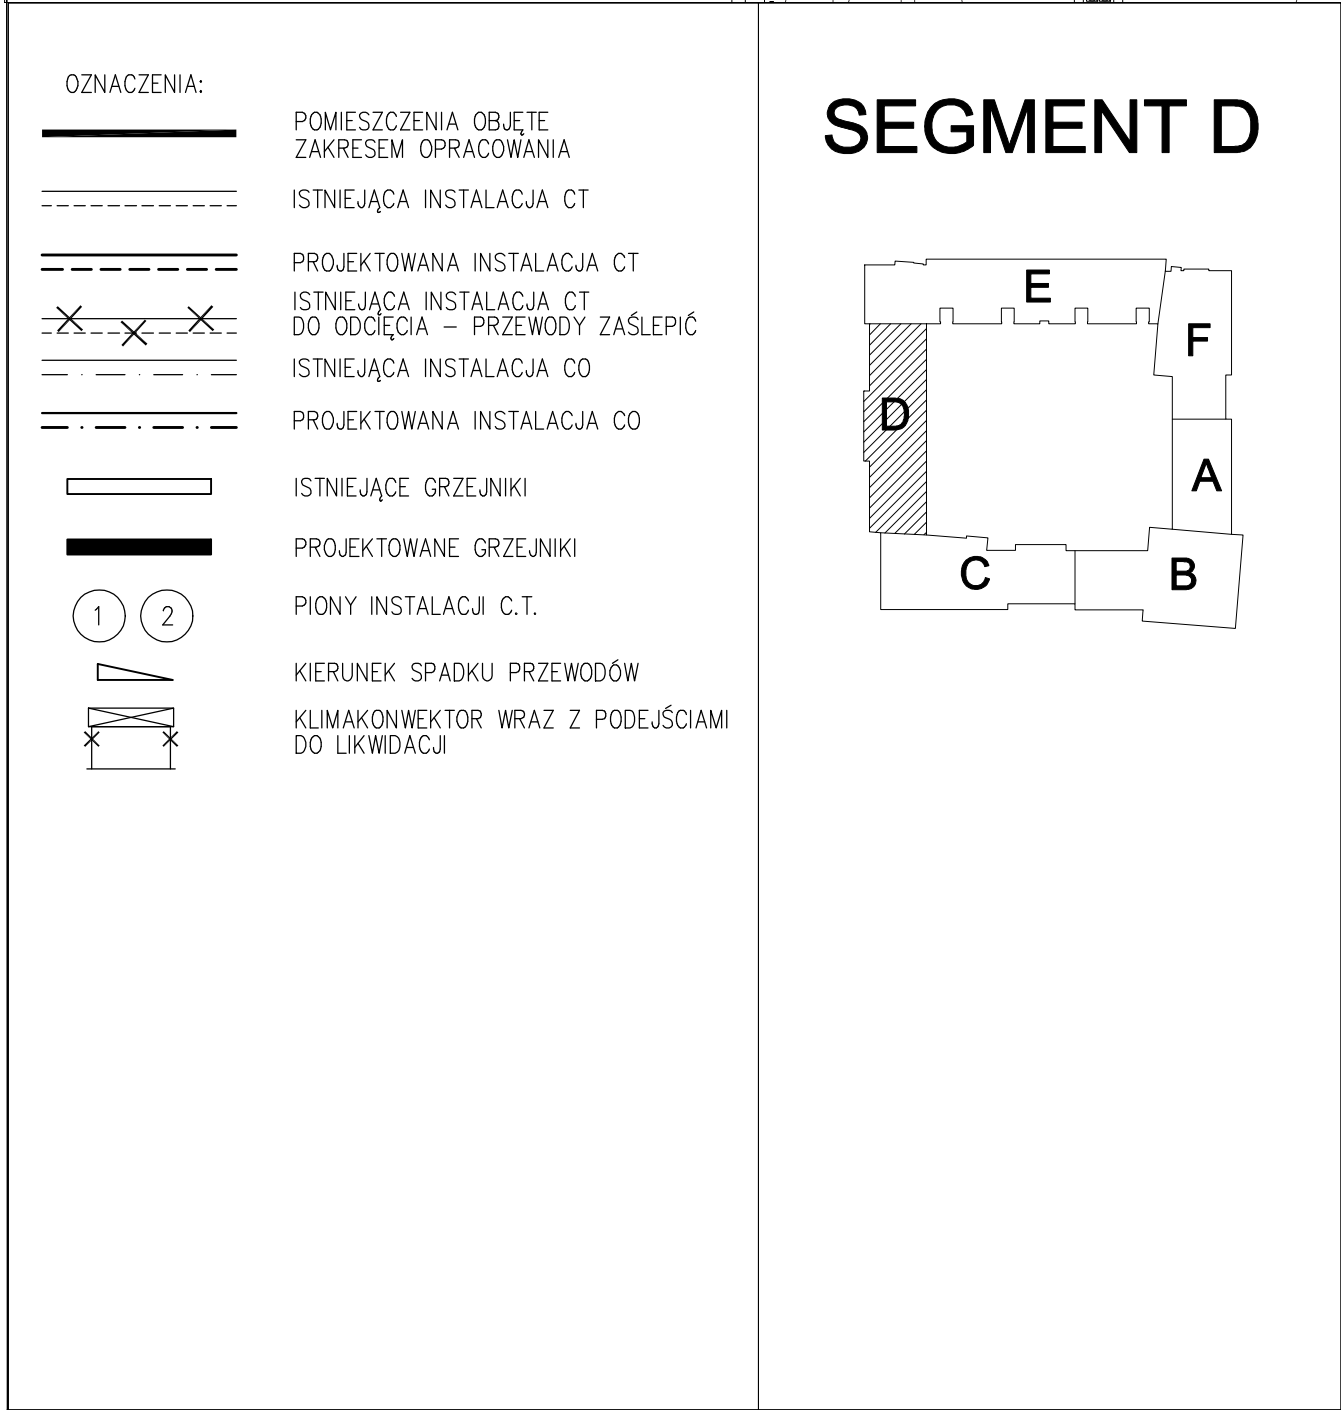 OZNACZENIA:
POMIESZCZENIA OBJĘTE
ZAKRESEM OPRACOWANIA
ISTNIEJĄCA INSTALACJA CT
PROJEKTOWANA INSTALACJA CT
ISTNIEJĄCA INSTALACJA CT
DO ODCIĘCIA – PRZEWODY ZAŚLEPIĆ
ISTNIEJĄCA INSTALACJA CO
PROJEKTOWANA INSTALACJA CO
ISTNIEJĄCE GRZEJNIKI
PROJEKTOWANE GRZEJNIKI
1 2 PIONY INSTALACJI C.T.
KIERUNEK SPADKU PRZEWODÓW
KLIMAKONWEKTOR WRAZ Z PODEJŚCIAMI
DO LIKWIDACJI
SEGMENT D
E
F
D
A
C
B